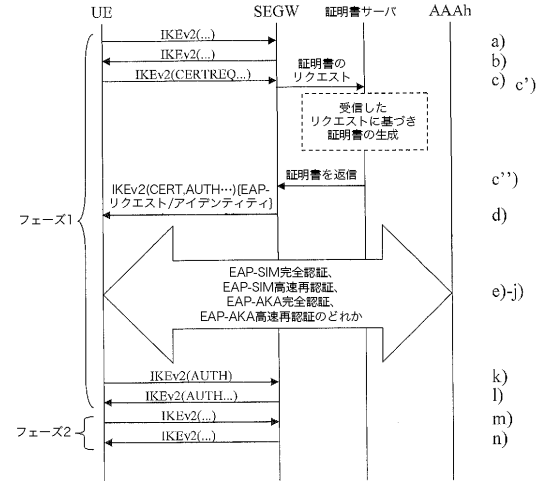 UE
SEGW
証明書サーバ
AAAh
IKEv2(...)
a)
IKEv2(...)
b)
IKEv2(CERTREQ...)
c)
c')
証明書の
リクエスト
受信した
リクエストに基づき
証明書の生成
証明書を返信
c'')
IKEv2(CERT,AUTH…){EAP-
リクエスト/アイデンティティ}
d)
フェーズ1
EAP-SIM完全認証、
EAP-SIM高速再認証、
EAP-AKA完全認証、
EAP-AKA高速再認証のどれか
e)-j)
IKEv2(AUTH)
k)
IKEv2(AUTH...)
l)
フェーズ2
IKEv2(...)
m)
IKEv2(...)
n)